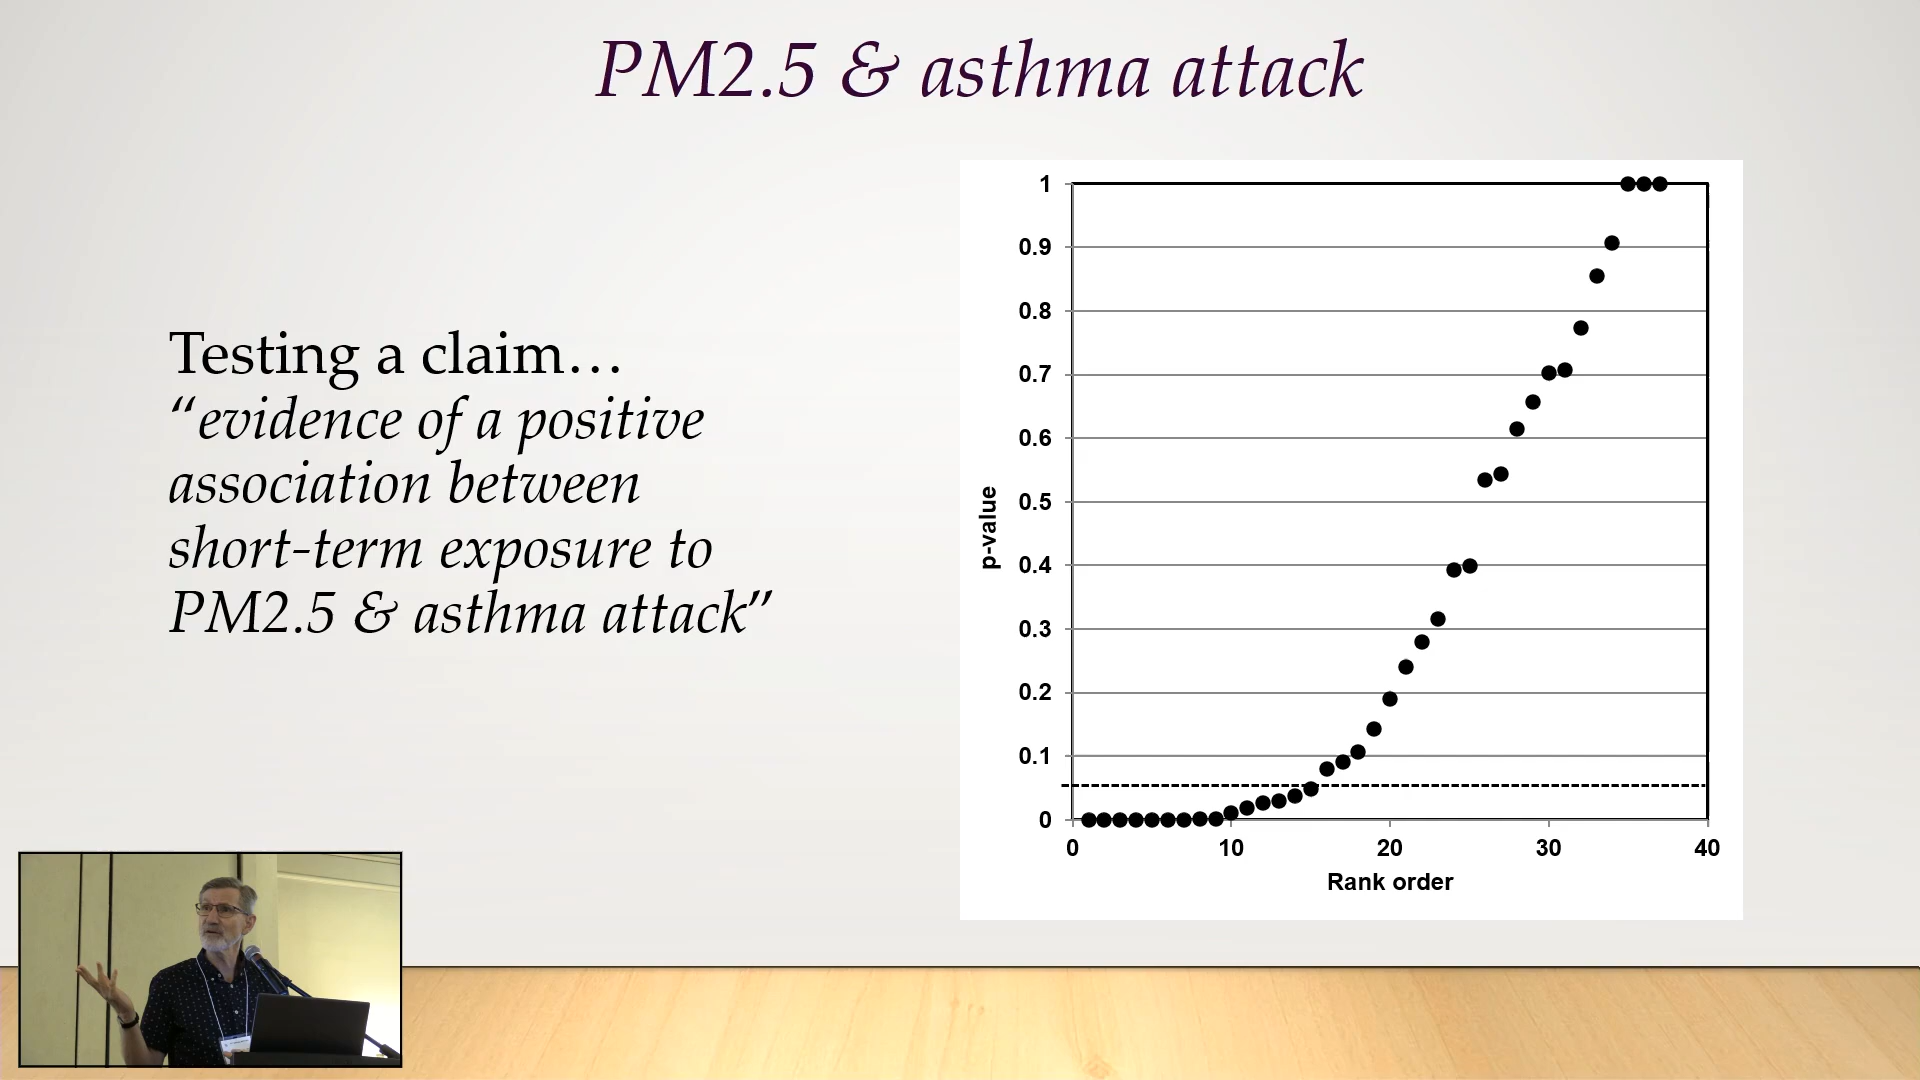 PM2.5 & asthma attack
Testing a claim…
“evidence of a positive
association between
short-term exposure to
PM2.5 & asthma attack”
1
0.9
0.8
0.7
0.6
0.5
0.4
0.3
0.2
0.1
0
p-value
0 10 20 30 40
Rank order